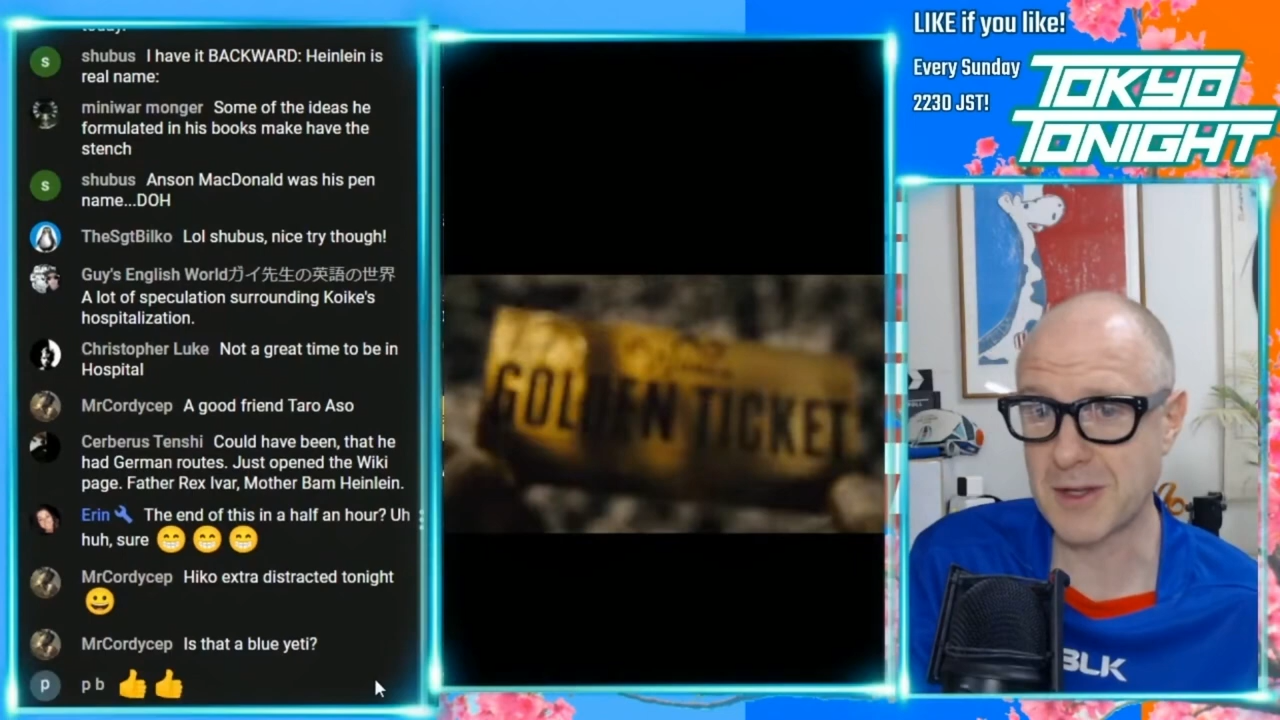 today!
shubus I have it BACKWARD: Heinlein is
real name:
miniwar monger Some of the ideas he
formulated in his books make have the
stench
shubus Anson MacDonald was his pen
name...DOH
TheSgtBilko Lol shubus, nice try though!
Guy's English Worldガイ先生の英語の世界
A lot of speculation surrounding Koike's
hospitalization.
Christopher Luke Not a great time to be in
Hospital
MrCordycep A good friend Taro Aso
Cerberus Tenshi Could have been, that he
had German routes. Just opened the Wiki
page. Father Rex Ivar, Mother Bam Heinlein.
Erin The end of this in a half an hour? Uh
huh, sure 😁😁😁
MrCordycep Hiko extra distracted tonight
😀
MrCordycep Is that a blue yeti?
p b 👍👍
GOLDEN TICKET
LIKE if you like!
Every Sunday
2230 JST!
TOKYO
TONIGHT
BLK